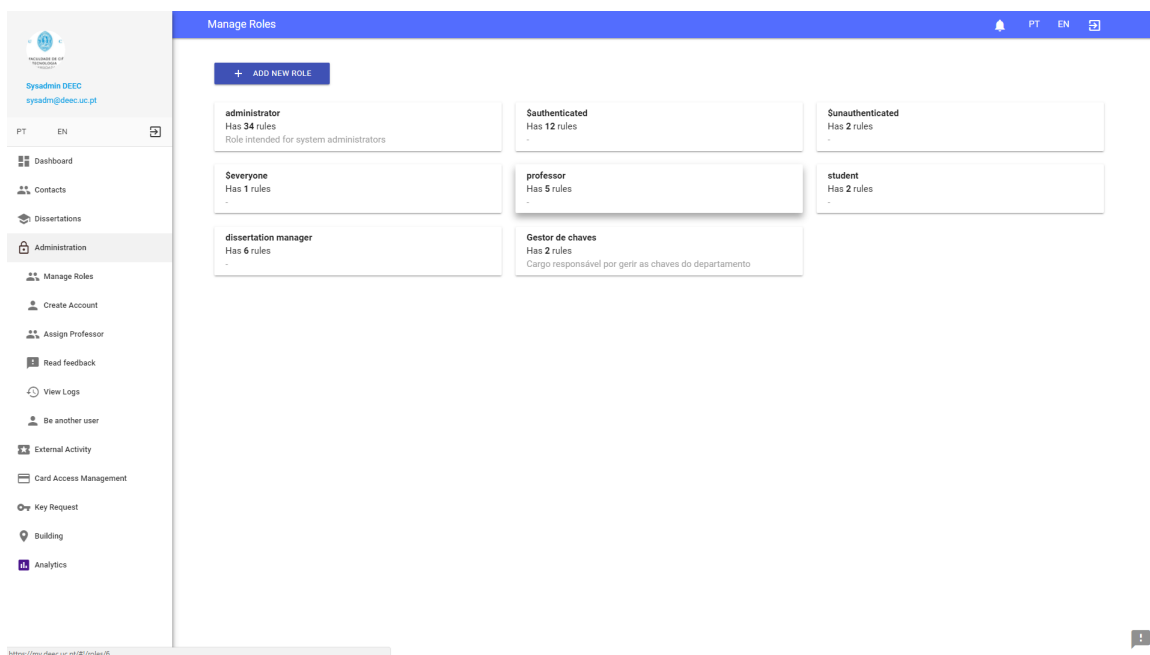 Manage Roles
PT EN
Sysadmin DEEC
sysadm@deec.uc.pt
PT EN
Dashboard
Contacts
Dissertations
Administration
Manage Roles
Create Account
Assign Professor
Read feedback
View Logs
Be another user
External Activity
Card Access Management
Key Request
Building
Analytics
+ ADD NEW ROLE
administrator
Has 34 rules
Role intended for system administrators
$authenticated
Has 12 rules
-
$unauthenticated
Has 2 rules
-
$everyone
Has 1 rules
-
professor
Has 5 rules
-
student
Has 2 rules
-
dissertation manager
Has 6 rules
-
Gestor de chaves
Has 2 rules
Cargo responsável por gerir as chaves do departamento